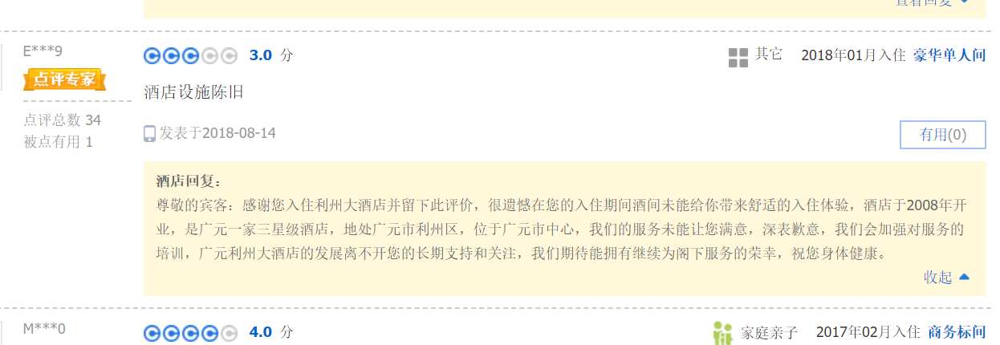 查看回复
E***9
3.0 分
其它
2018年01月入住 豪华单人间
点评专家
酒店设施陈旧
点评总数 34
被点有用 1
发表于2018-08-14
有用(0)
酒店回复：
尊敬的宾客：感谢您入住利州大酒店并留下此评价，很遗憾在您的入住期间酒间未能给你带来舒适的入住体验，酒店于2008年开
业，是广元一家三星级酒店，地处广元市利州区，位于广元市中心，我们的服务未能让您满意，深表歉意，我们会加强对服务的
培训，广元利州大酒店的发展离不开您的长期支持和关注，我们期待能拥有继续为阁下服务的荣幸，祝您身体健康。
收起
M***0
4.0 分
家庭亲子
2017年02月入住 商务标间